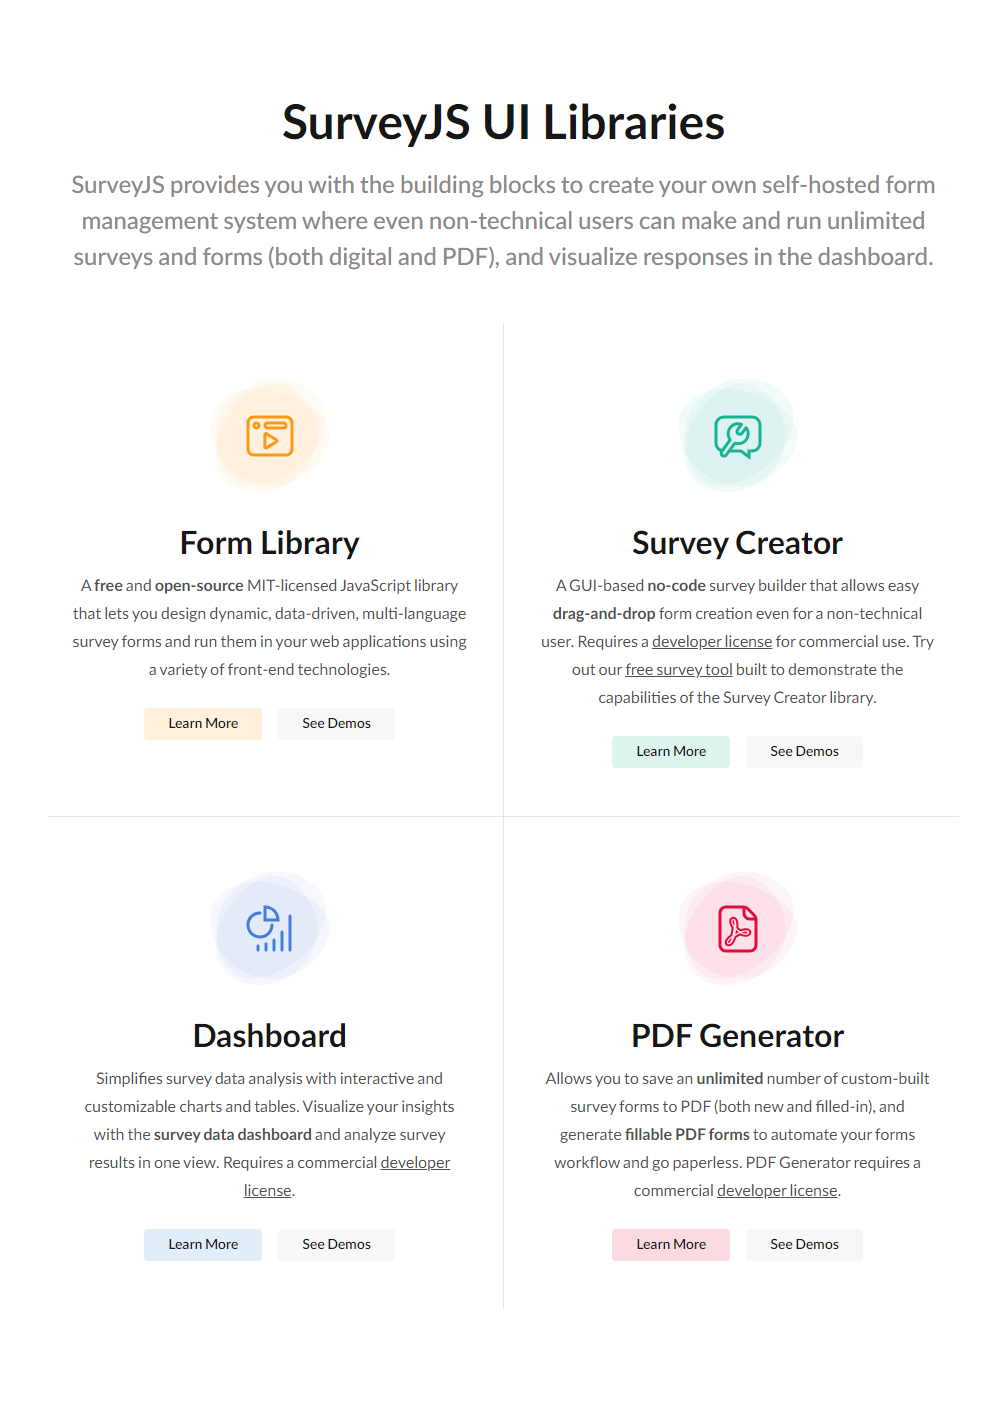 SurveyJS UI Libraries
SurveyJS provides you with the building blocks to create your own self-hosted form
management system where even non-technical users can make and run unlimited
surveys and forms (both digital and PDF), and visualize responses in the dashboard.
Form Library
A free and open-source MIT-licensed JavaScript library
that lets you design dynamic, data-driven, multi-language
survey forms and run them in your web applications using
a variety of front-end technologies.
Learn More
See Demos
Survey Creator
A GUI-based no-code survey builder that allows easy
drag-and-drop form creation even for a non-technical
user. Requires a developer license for commercial use. Try
out our free survey tool built to demonstrate the
capabilities of the Survey Creator library.
Learn More
See Demos
Dashboard
Simplifies survey data analysis with interactive and
customizable charts and tables. Visualize your insights
with the survey data dashboard and analyze survey
results in one view. Requires a commercial developer
license.
Learn More
See Demos
PDF Generator
Allows you to save an unlimited number of custom-built
survey forms to PDF (both new and filled-in), and
generate fillable PDF forms to automate your forms
workflow and go paperless. PDF Generator requires a
commercial developer license.
Learn More
See Demos